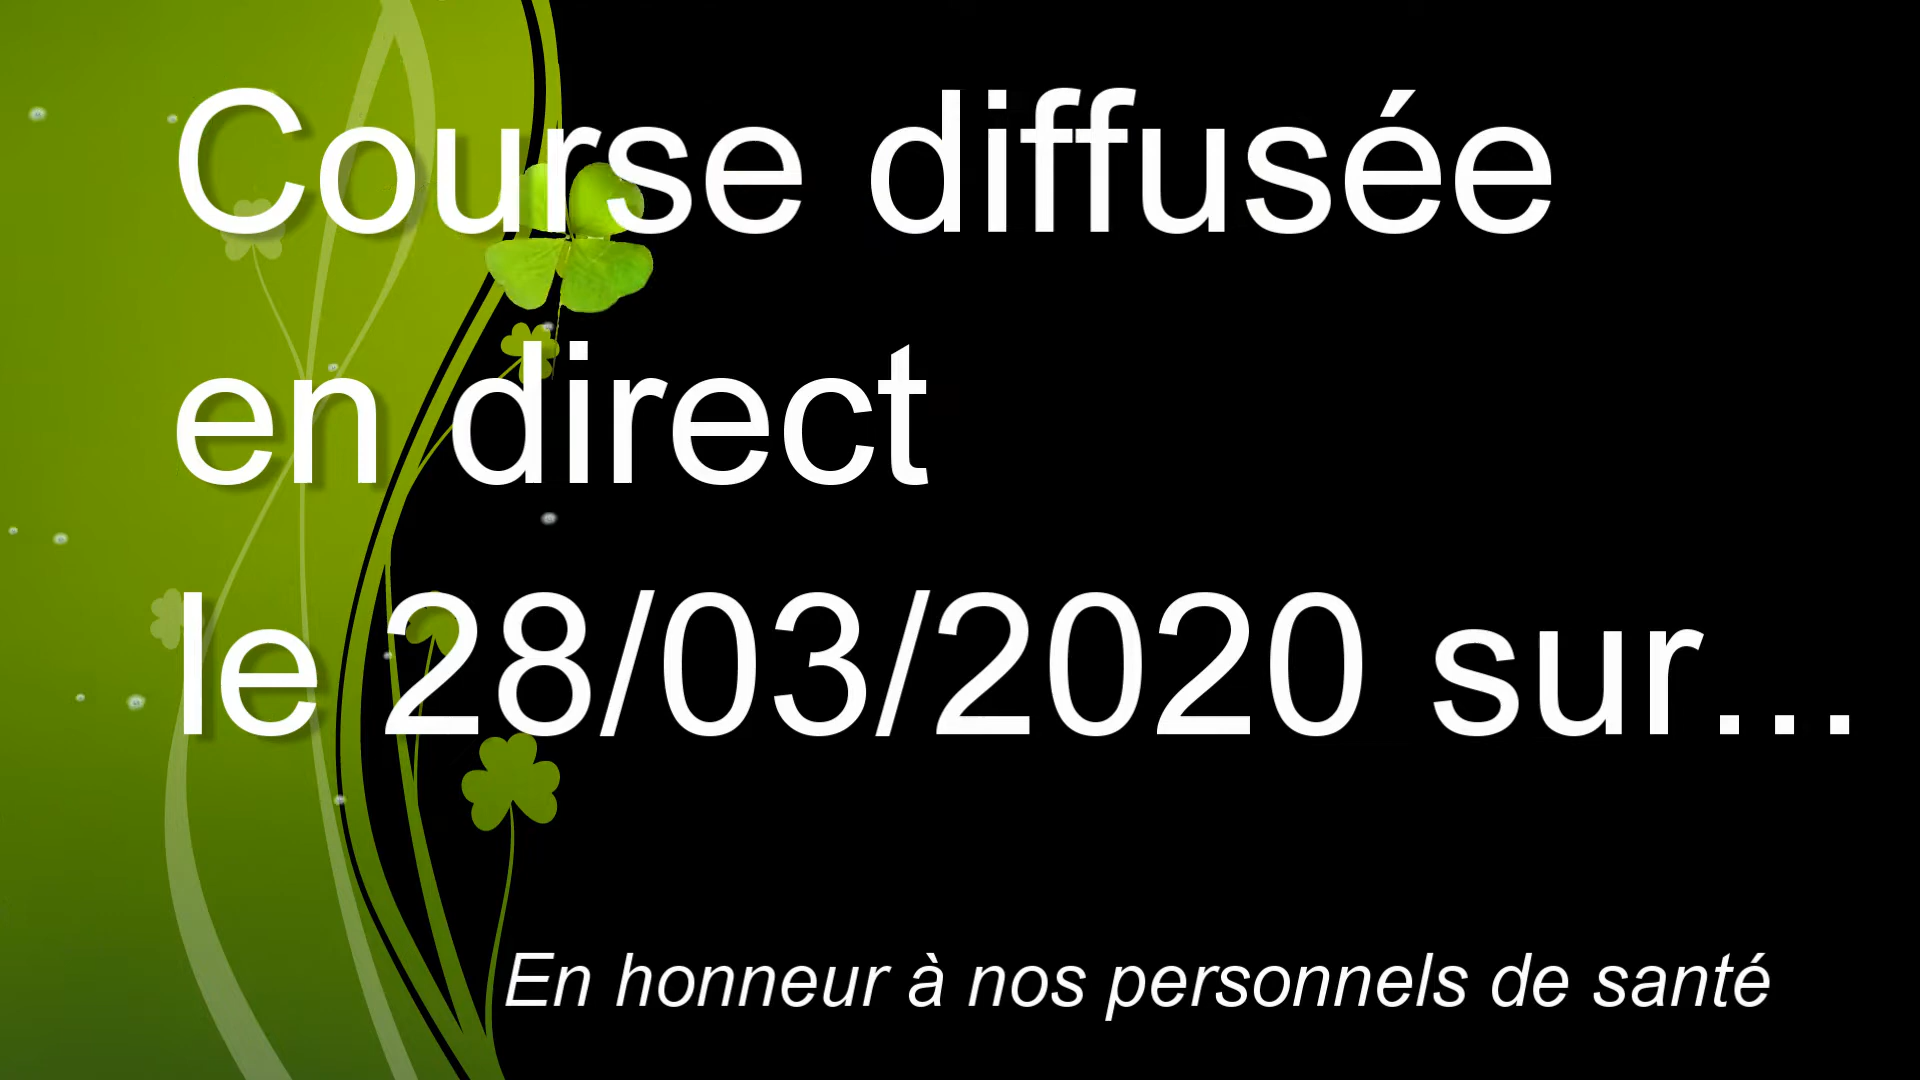 Course diffusée
en direct
le 28/03/2020 sur...
En honneur à nos personnels de santé